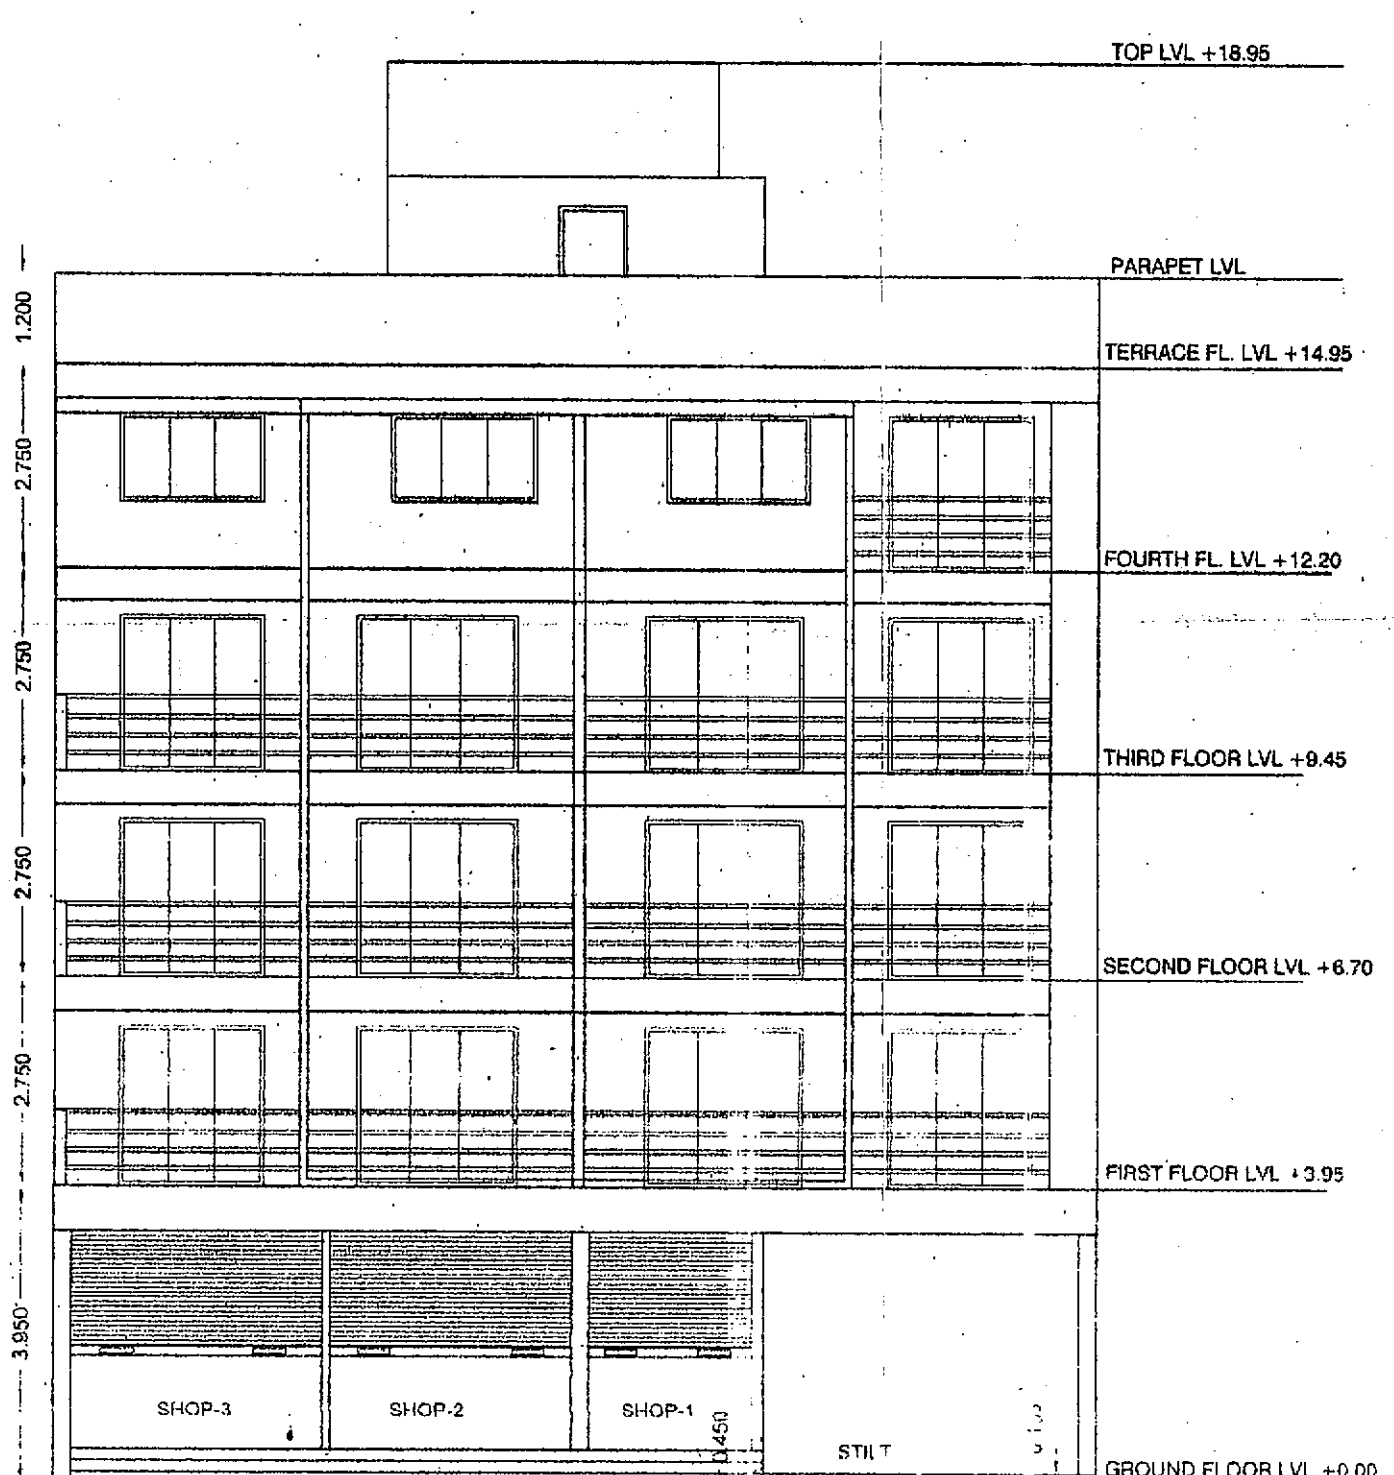 TOP LVL +18.95
PARAPET LVL
1.200
TERRACE FL. LVL +14.95
2.750
FOURTH FL. LVL +12.20
2.750
THIRD FLOOR LVL +9.45
2.750
SECOND FLOOR LVL +6.70
2.750
FIRST FLOOR LVL +3.95
3.950
SHOP-3
SHOP-2
SHOP-1
0.450
STILT
GROUND FLOOR LVL +0.00